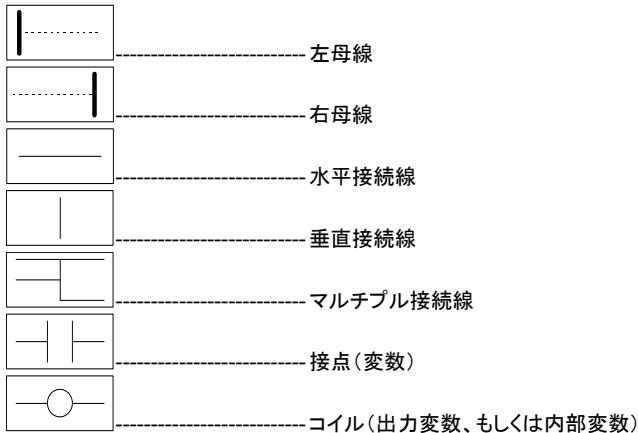 左母線
右母線
水平接続線
垂直接続線
マルチプル接続線
接点(変数)
コイル(出力変数、もしくは内部変数)